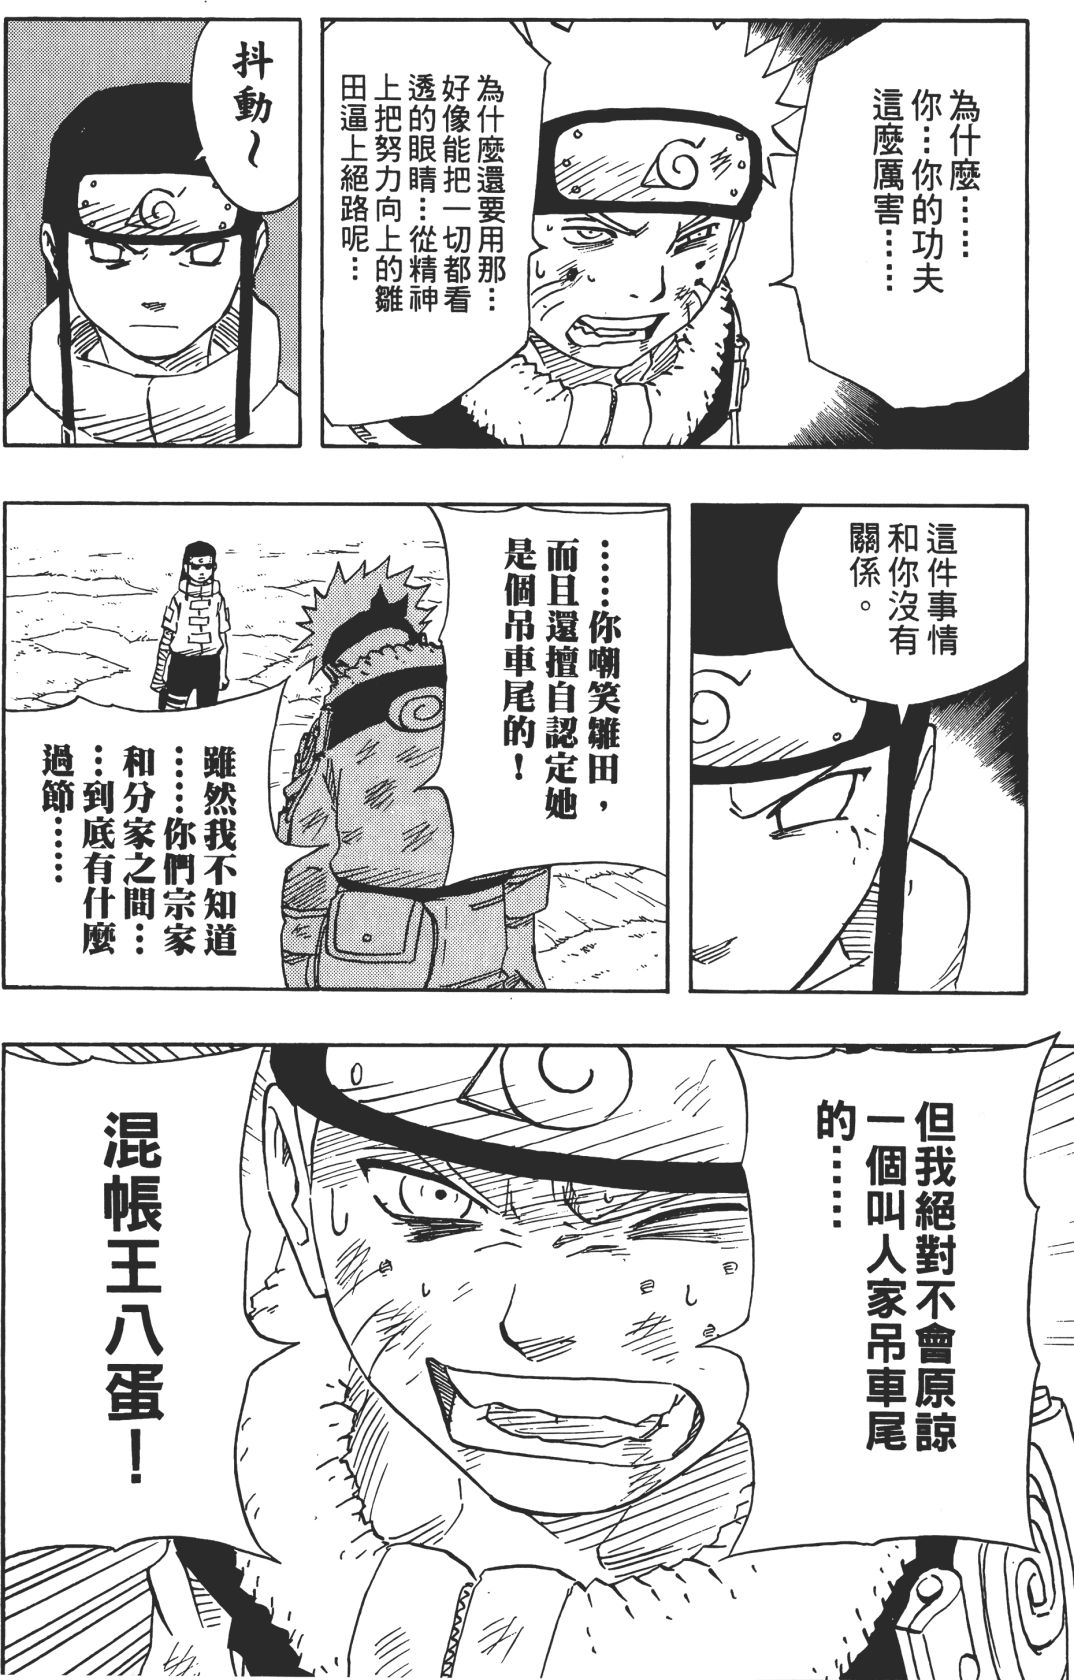 為什麼……
你…你的功夫
這麼厲害……
為什麼還要用那…
好像能把一切都看
透的眼睛…從精神
上把努力向上的雛
田逼上絕路呢…
抖動～
這件事情
和你沒有
關係。
……你嘲笑雛田，
而且還擅自認定她
是個吊車尾的！
雖然我不知道
……你們宗家
和分家之間…
…到底有什麼
過節……
但我絕對不會原諒
一個叫人家吊車尾
的……
混帳王八蛋！